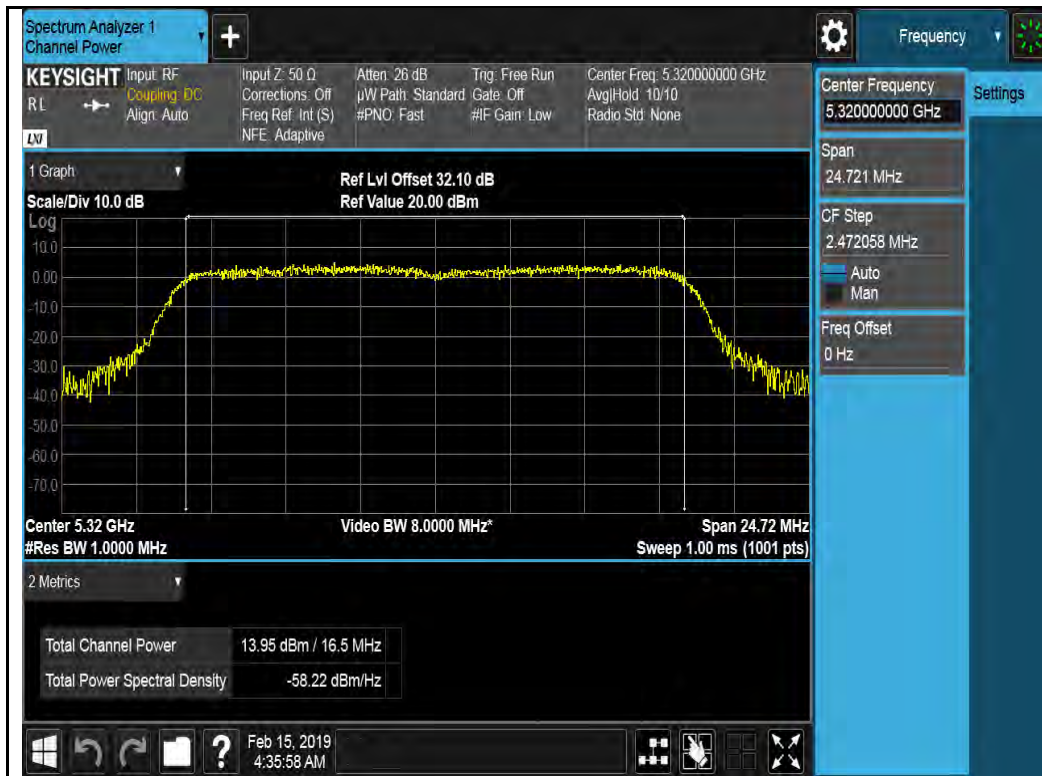 Spectrum Analyzer 1
Channel Power
+
Frequency
KEYSIGHT
R L
LXI
Input: RF
Coupling: DC
Align: Auto
Input Z: 50 Ω
Corrections: Off
Freq Ref: Int (S)
NFE: Adaptive
Atten: 26 dB
µW Path: Standard
#PNO: Fast
Trig: Free Run
Gate: Off
#IF Gain: Low
Center Freq: 5.320000000 GHz
Avg|Hold: 10/10
Radio Std: None
Center Frequency
5.320000000 GHz
Settings
Span
24.721 MHz
CF Step
2.472058 MHz
Auto
Man
Freq Offset
0 Hz
1 Graph
Scale/Div 10.0 dB
Ref Lvl Offset 32.10 dB
Ref Value 20.00 dBm
Log
10.0
0.00
-10.0
-20.0
-30.0
-40.0
-50.0
-60.0
-70.0
Center 5.32 GHz
#Res BW 1.0000 MHz
Video BW 8.0000 MHz*
Span 24.72 MHz
Sweep 1.00 ms (1001 pts)
2 Metrics
Total Channel Power 13.95 dBm / 16.5 MHz
Total Power Spectral Density -58.22 dBm/Hz
?
Feb 15, 2019
4:35:58 AM